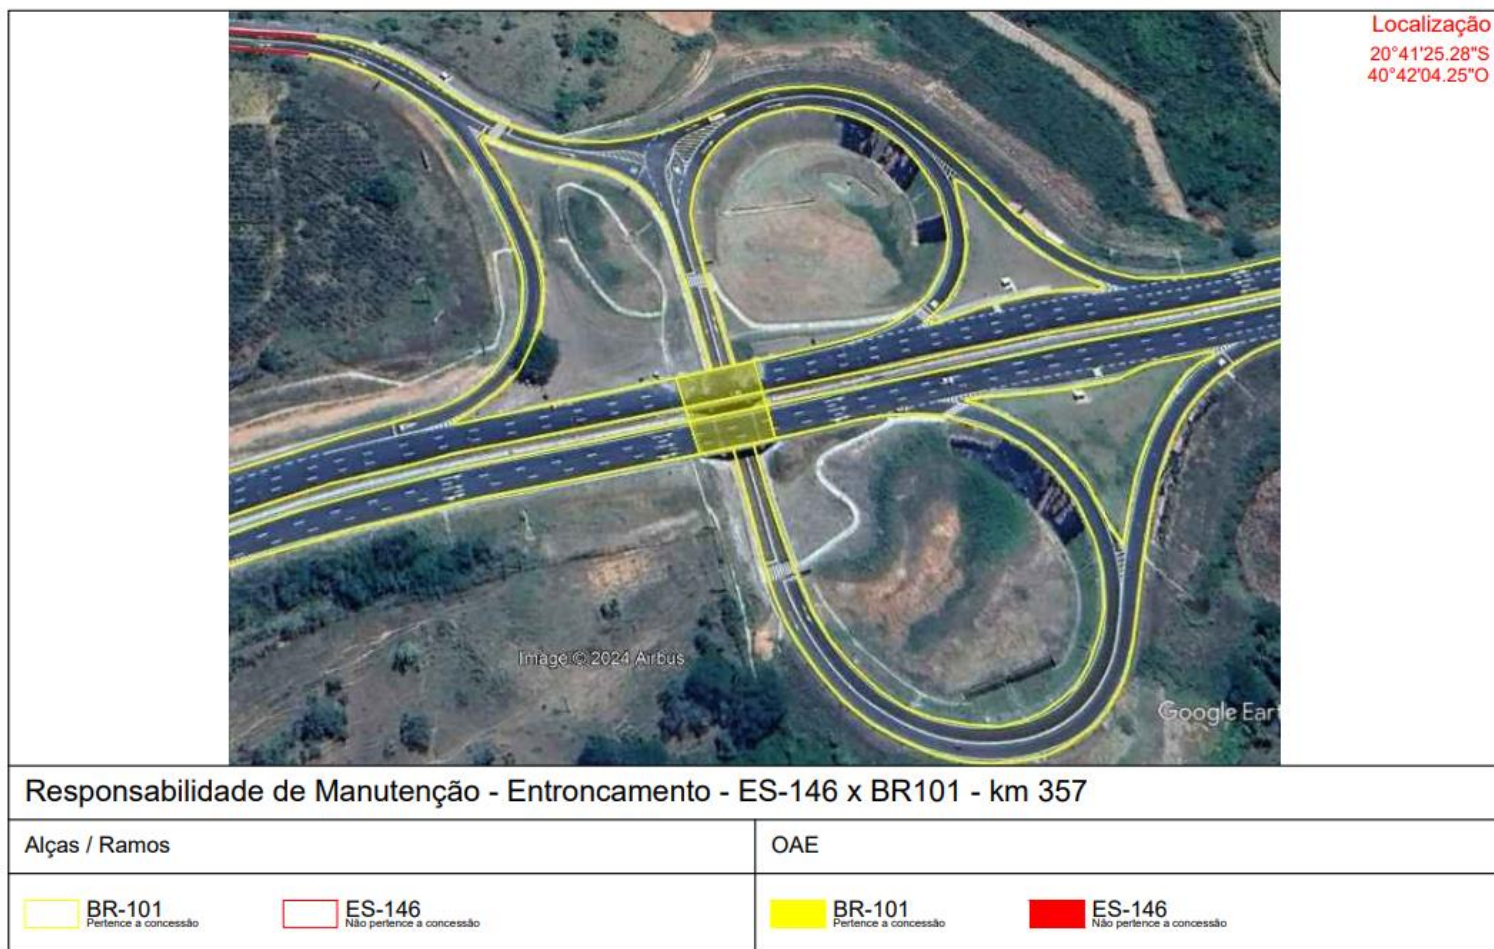 Localização
20°41'25.28"S
40°42'04.25"O
Image © 2024 Airbus
Google Eart
Responsabilidade de Manutenção - Entroncamento - ES-146 x BR101 - km 357
Alças / Ramos
OAE
BR-101
Pertence a concessão
ES-146
Não pertence a concessão
BR-101
Pertence a concessão
ES-146
Não pertence a concessão